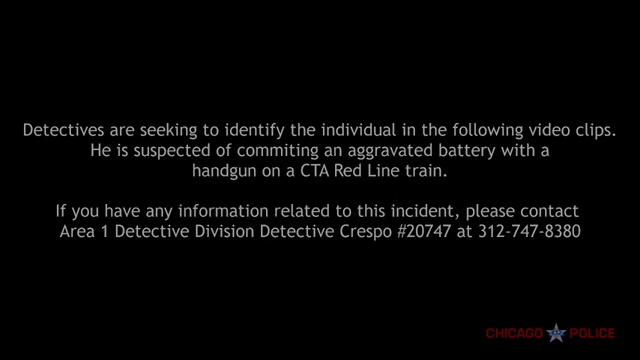 Detectives are seeking to identify the individual in the following video clips.
He is suspected of commiting an aggravated battery with a
handgun on a CTA Red Line train.
If you have any information related to this incident, please contact
Area 1 Detective Division Detective Crespo #20747 at 312-747-8380
CHICAGO POLICE